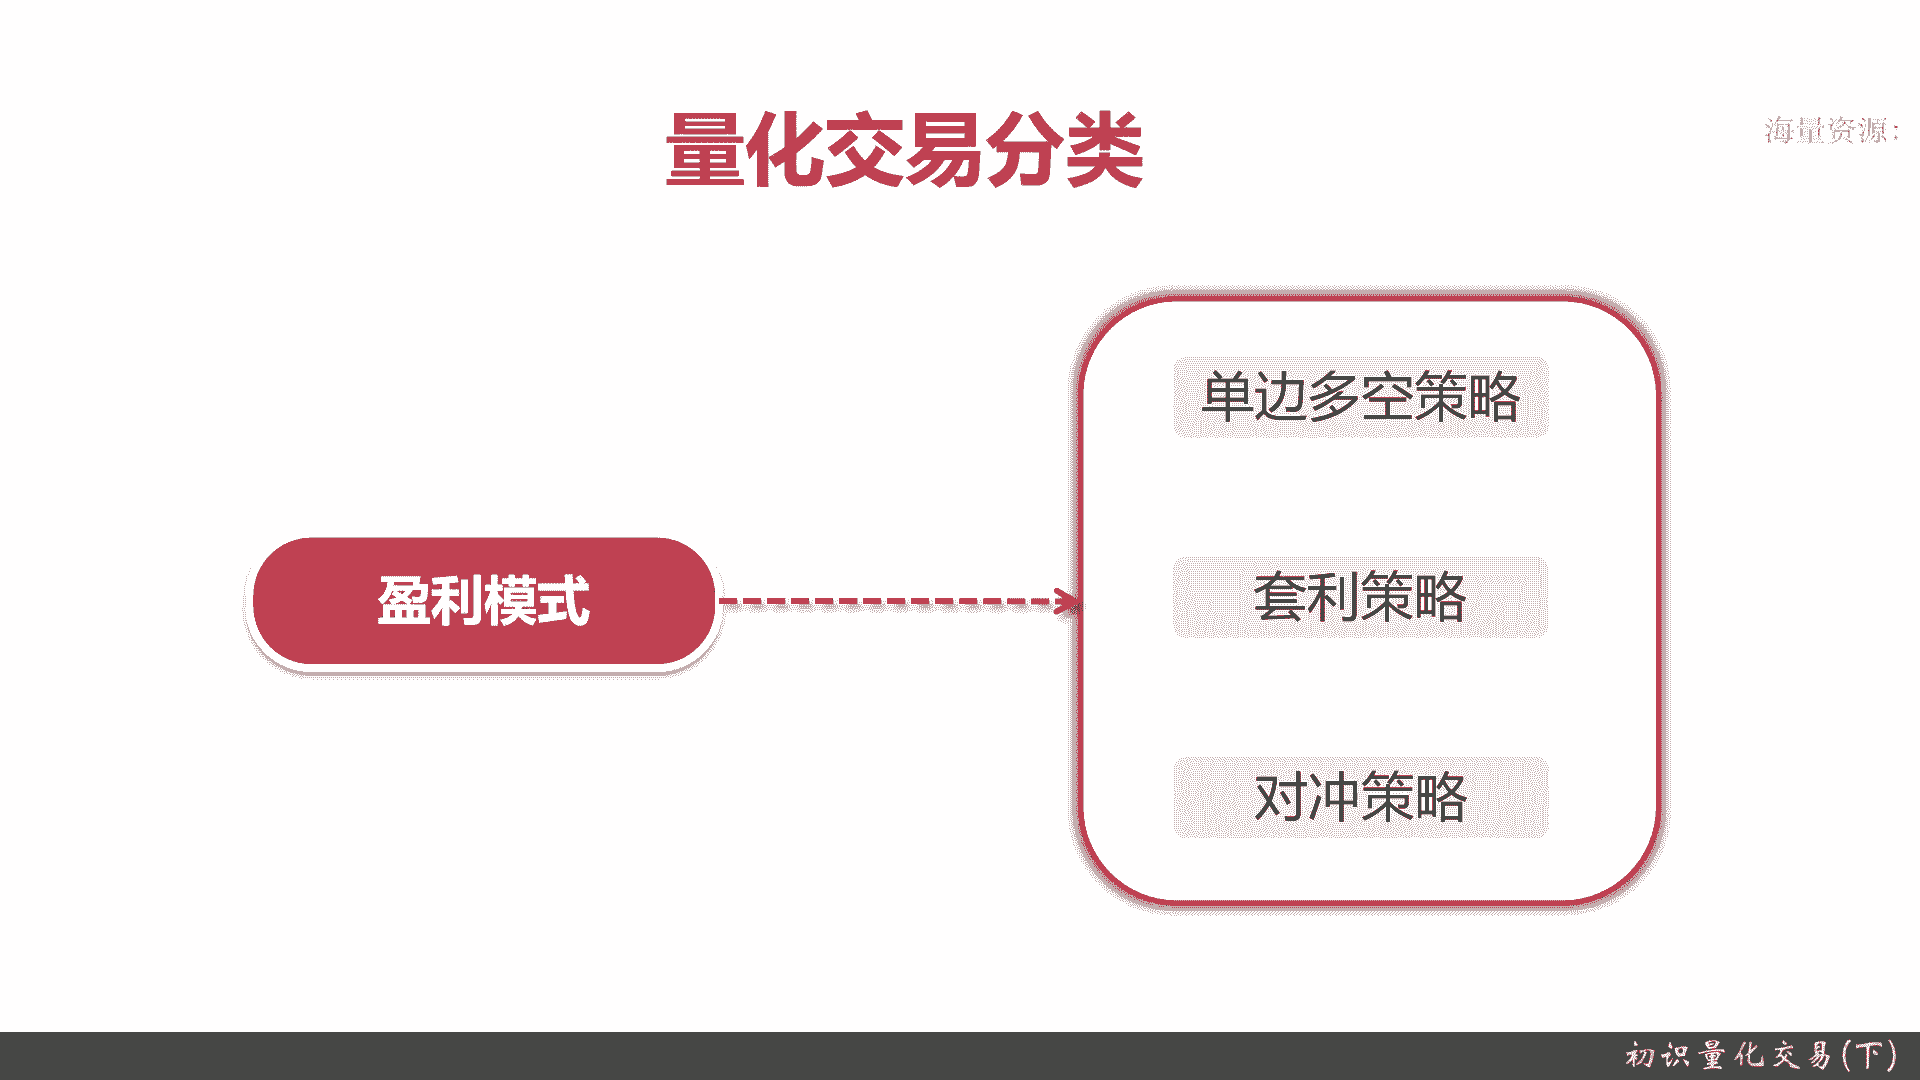 量化交易分类
海量资源：
单边多空策略
盈利模式
套利策略
对冲策略
初识量化交易(下)